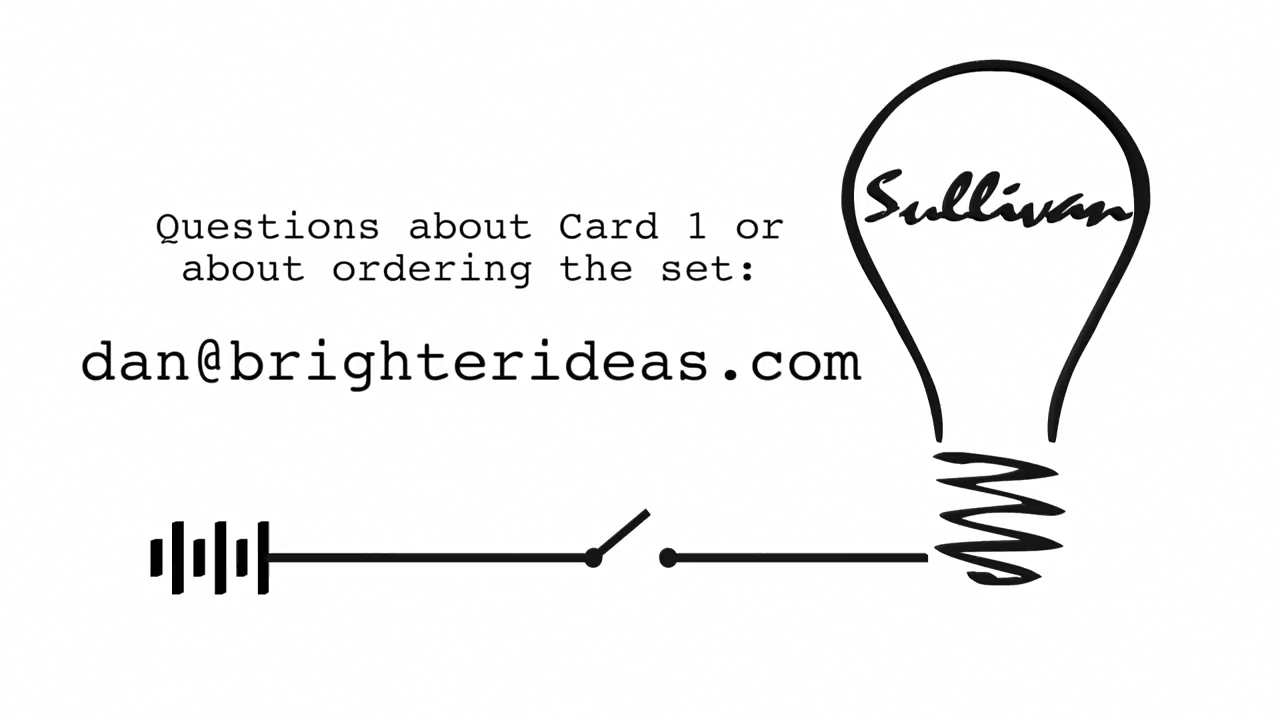 Questions about Card 1 or
about ordering the set:
dan@brighterideas.com
Sullivan